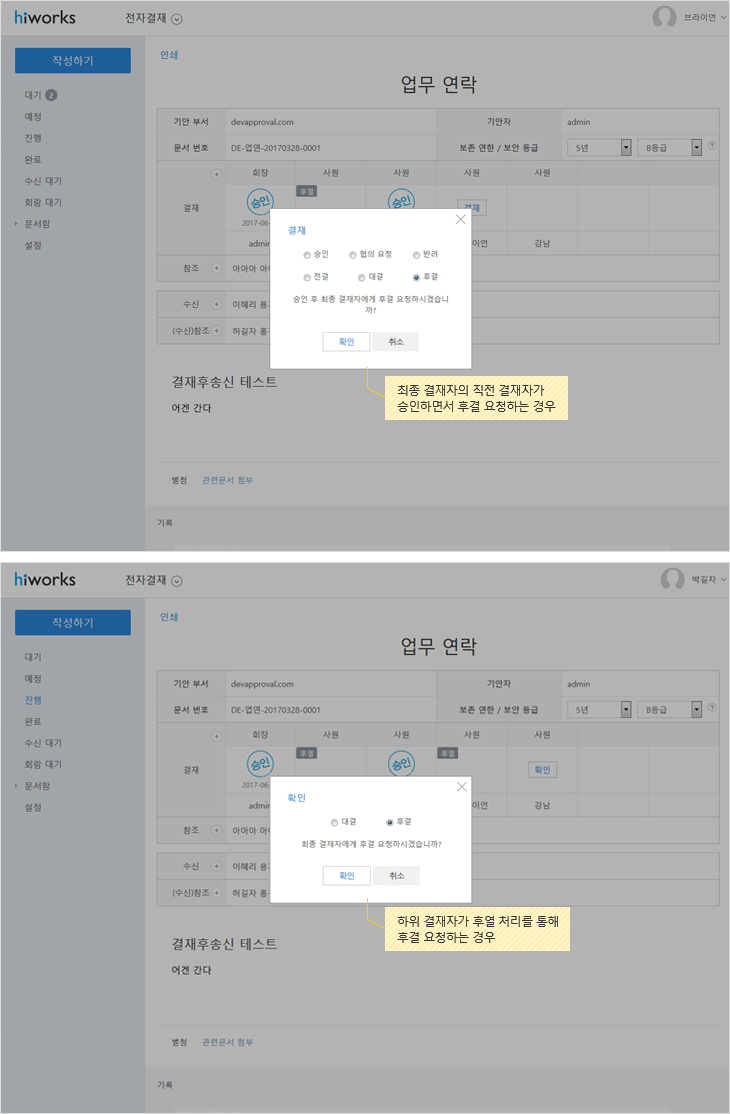 hiworks 전자결재 브라이언
작성하기
대기 2
예정
진행
완료
수신 대기
회람 대기
문서함
설정
인쇄
업무 연락
기안 부서 devapproval.com 기안자 admin
문서 번호 DE-업연-20170328-0001 보존 연한 / 보안 등급 5년 B등급 ?
결재 + 회장 사원 사원 사원 사원
승인 후열 승인 결재
2017-06-
admin 이언 강남
참조 + 아아아 아
수신 + 이혜리 용
(수신)참조 + 허길자 홍
결재
승인 협의 요청 반려
전결 대결 후결
승인 후 최종 결재자에게 후결 요청하시겠습니
까?
확인 취소
최종 결재자의 직전 결재자가
승인하면서 후결 요청하는 경우
결재후송신 테스트
어겐 간다
별첨 관련문서 첨부
기록
hiworks 전자결재 박길자
작성하기
대기
예정
진행
완료
수신 대기
회람 대기
문서함
설정
인쇄
업무 연락
기안 부서 devapproval.com 기안자 admin
문서 번호 DE-업연-20170328-0001 보존 연한 / 보안 등급 5년 B등급 ?
결재 + 회장 사원 사원 사원 사원
승인 후열 승인 후열 확인
2017-06-
admin 이언 강남
참조 + 아아아 아
수신 + 이혜리 용
(수신)참조 + 허길자 홍
확인
대결 후결
최종 결재자에게 후결 요청하시겠습니까?
확인 취소
하위 결재자가 후열 처리를 통해
후결 요청하는 경우
결재후송신 테스트
어겐 간다
별첨 관련문서 첨부
기록